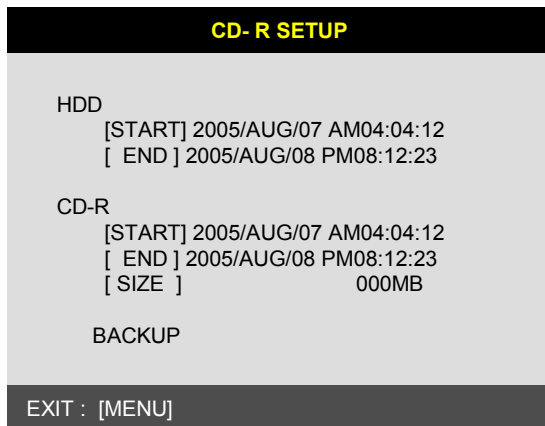 CD- R SETUP
HDD
[START] 2005/AUG/07 AM04:04:12
[  END ] 2005/AUG/08 PM08:12:23
CD-R
[START] 2005/AUG/07 AM04:04:12
[  END ] 2005/AUG/08 PM08:12:23
[ SIZE  ] 000MB
BACKUP
EXIT :  [MENU]